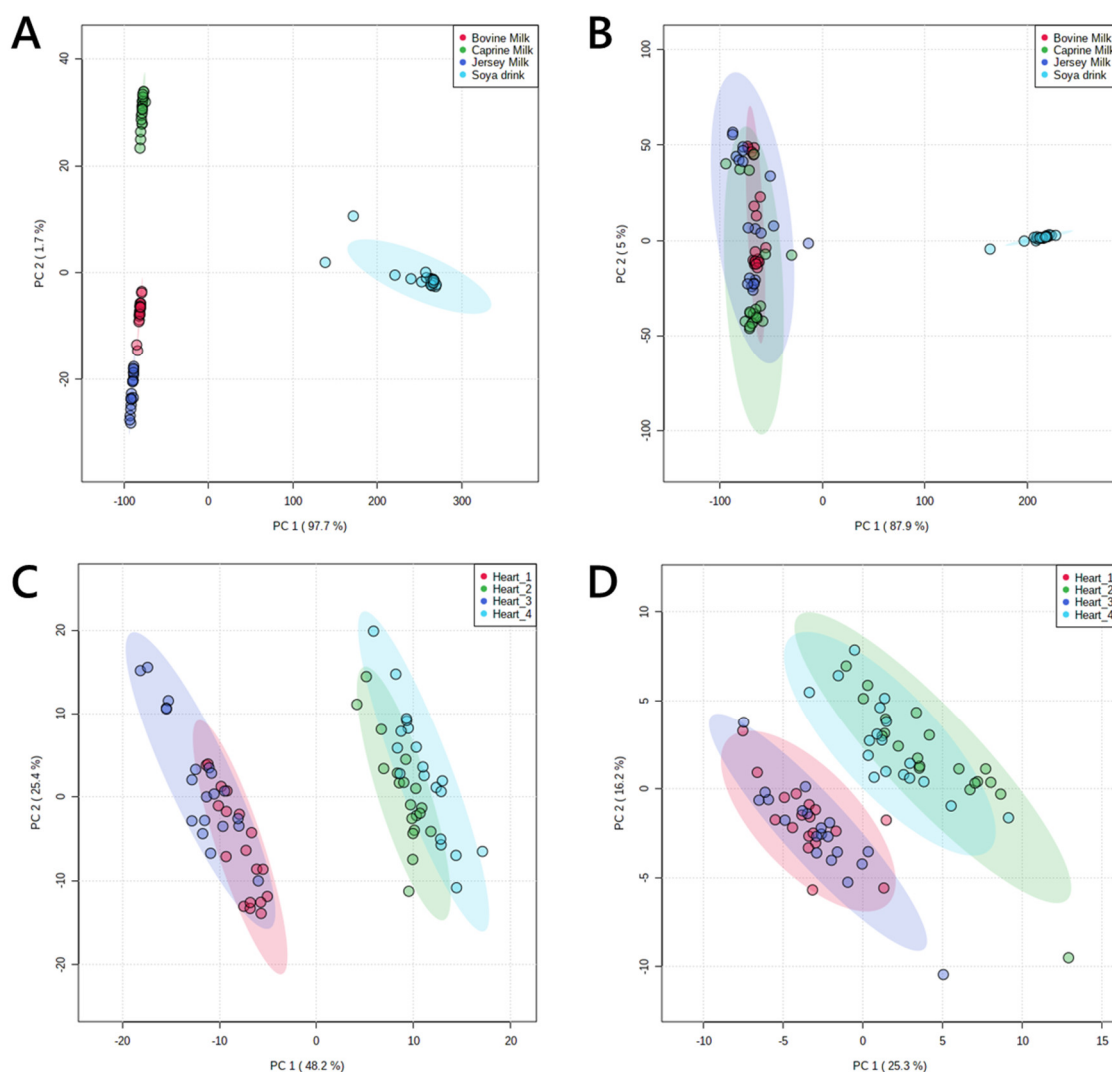 A
Bovine Milk
Caprine Milk
Jersey Milk
Soya drink
40
20
0
-20
PC 2 ( 1.7 %)
-100
0
100
200
300
PC 1 ( 97.7 %)
B
Bovine Milk
Caprine Milk
Jersey Milk
Soya drink
100
50
0
-50
-100
PC 2 ( 5 %)
-100
0
100
200
PC 1 ( 87.9 %)
C
Heart_1
Heart_2
Heart_3
Heart_4
20
10
0
-10
-20
PC 2 ( 25.4 %)
-20
-10
0
10
20
PC 1 ( 48.2 %)
D
Heart_1
Heart_2
Heart_3
Heart_4
10
5
0
-5
-10
PC 2 ( 16.2 %)
-10
-5
0
5
10
15
PC 1 ( 25.3 %)